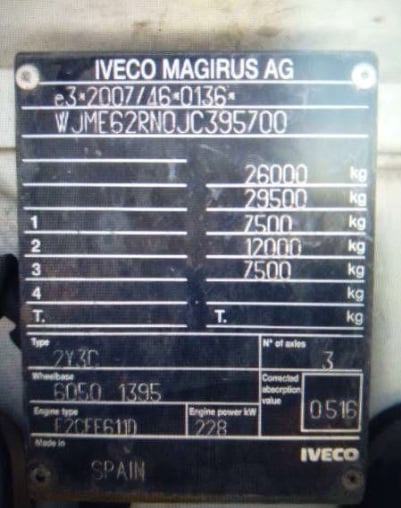 IVECO MAGIRUS AG
e3*2007/46*0136*
WJME62RN0JC395700
26000 kg
29500 kg
1 7500 kg
2 12000 kg
3 7500 kg
4 kg
T. T. kg
Type
2Y3C
N° of axles
3
Wheelbase
6050 1395
Corrected absorption value
0.516
Engine type
Engine power kW
228
Made in
SPAIN
IVECO